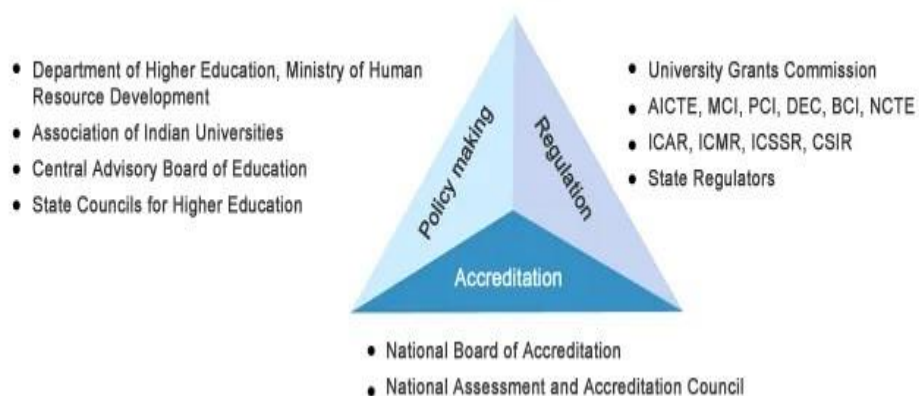 • Department of Higher Education, Ministry of Human
Resource Development
• Association of Indian Universities
• Central Advisory Board of Education
• State Councils for Higher Education
Policy making
Regulation
Accreditation
• University Grants Commission
• AICTE, MCI, PCI, DEC, BCI, NCTE
• ICAR, ICMR, ICSSR, CSIR
• State Regulators
• National Board of Accreditation
• National Assessment and Accreditation Council